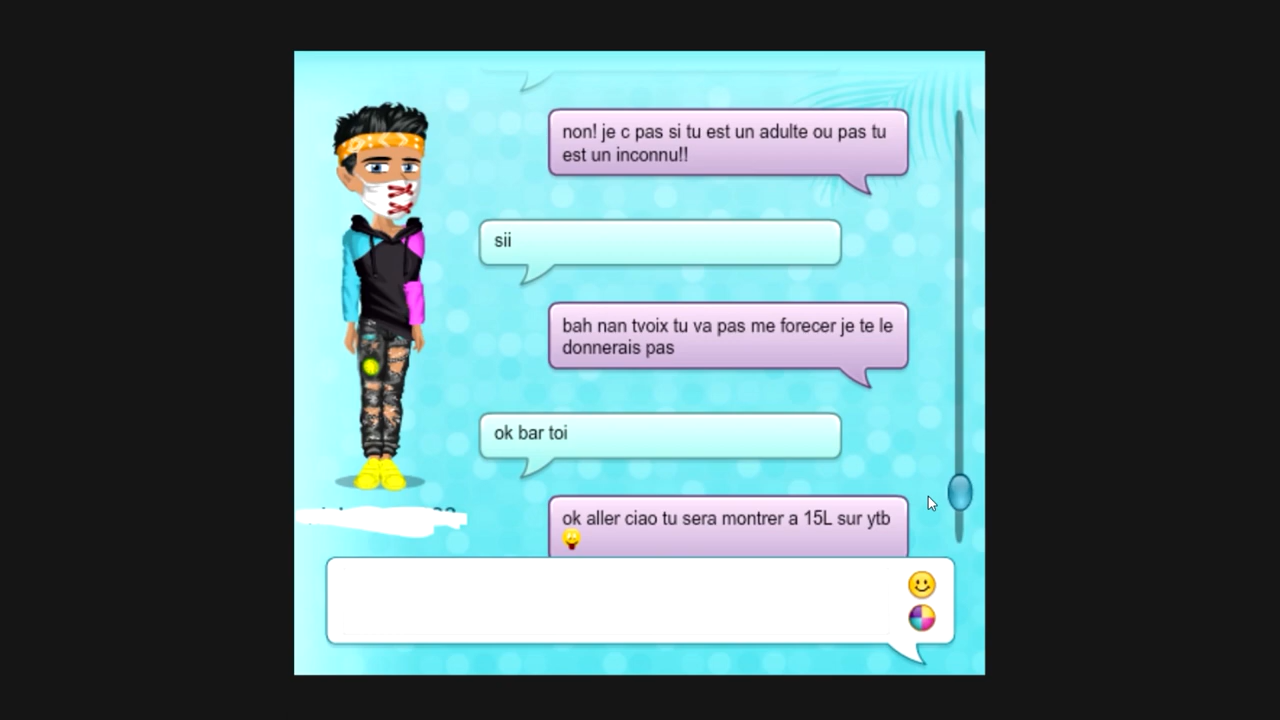 non! je c pas si tu est un adulte ou pas tu
est un inconnu!!
sii
bah nan tvoix tu va pas me forecer je te le
donnerais pas
ok bar toi
ok aller ciao tu sera montrer a 15L sur ytb